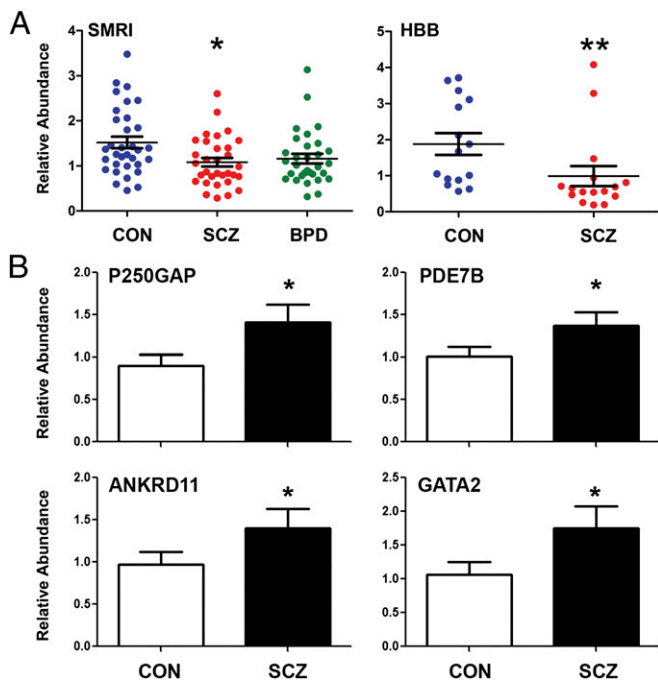 A
SMRI
*
Relative Abundance
4
3
2
1
0
CON SCZ BPD
HBB
**
5
4
3
2
1
0
CON SCZ
B
P250GAP
*
Relative Abundance
2.0
1.5
1.0
0.5
0.0
PDE7B
*
2.0
1.5
1.0
0.5
0.0
ANKRD11
*
Relative Abundance
2.0
1.5
1.0
0.5
0.0
CON SCZ
GATA2
*
2.5
2.0
1.5
1.0
0.5
0.0
CON SCZ